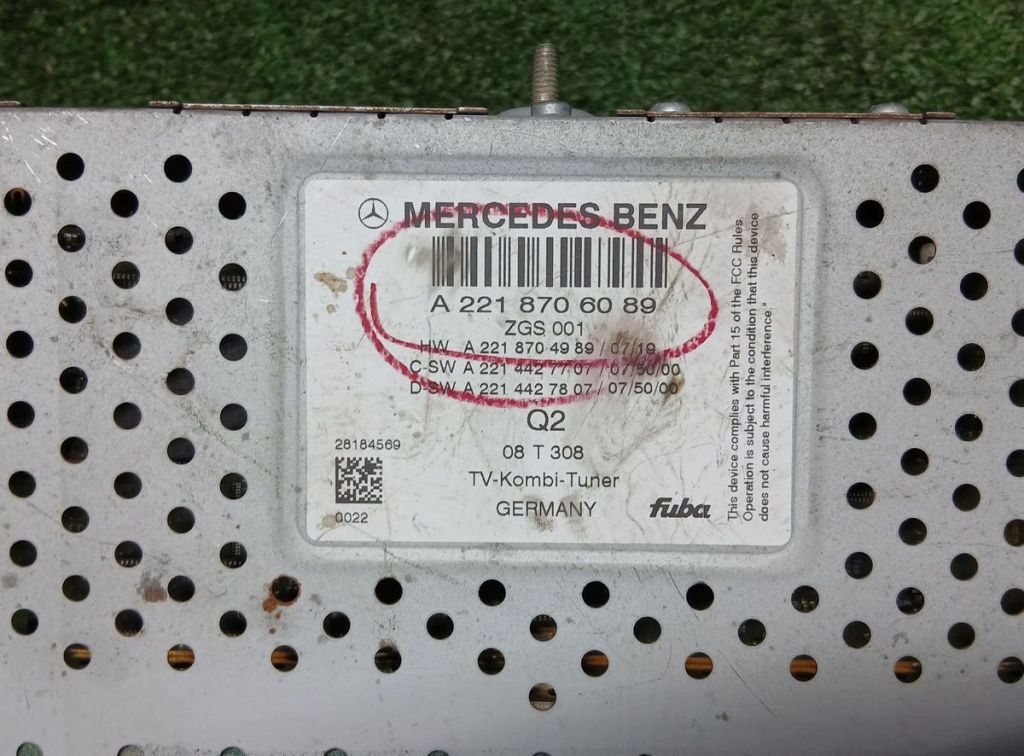 MERCEDES BENZ
A 221 870 60 89
ZGS 001
HW A 221 870 49 89 / 07/19
C-SW A 221 442 77 07 / 07/50/00
D-SW A 221 442 78 07 / 07/50/00
Q2
08 T 308
TV-Kombi-Tuner
GERMANY
28184569
0022
fuba
This device complies with Part 15 of the FCC Rules.
Operation is subject to the condition that this device
does not cause harmful interference."